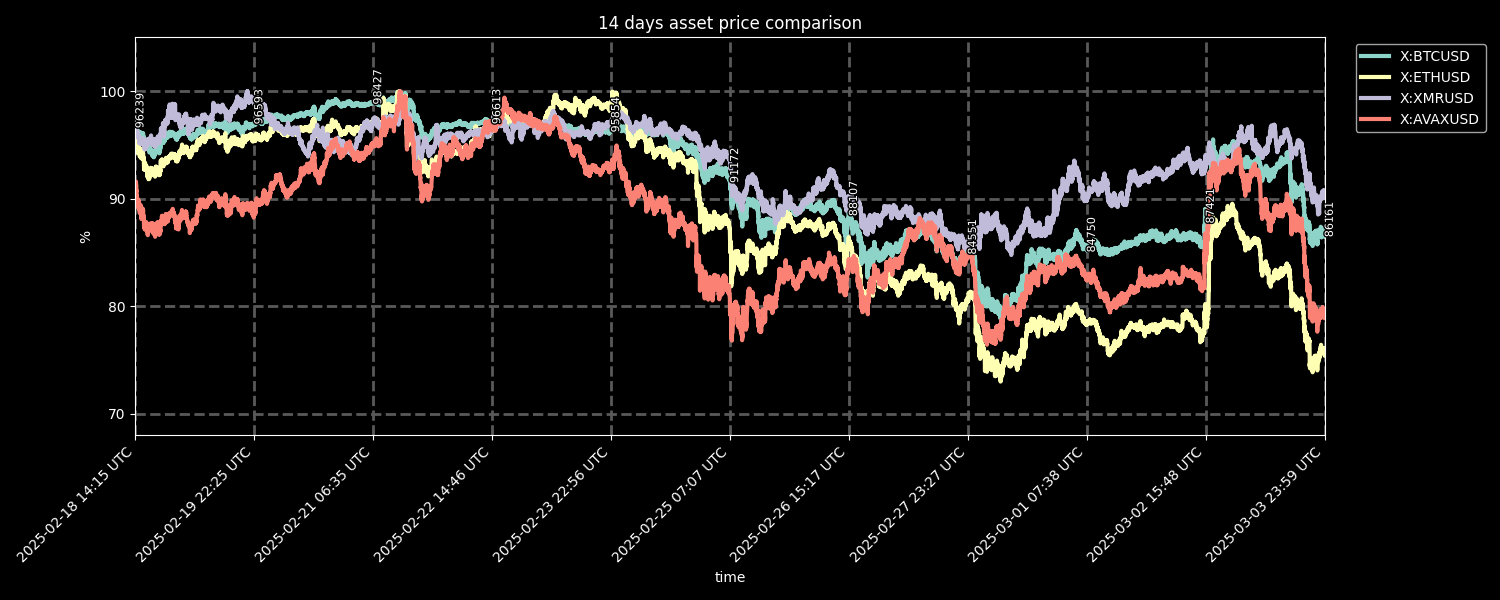 14 days asset price comparison
X:BTCUSD
X:ETHUSD
X:XMRUSD
X:AVAXUSD
%
100
90
80
70
96239
96593
98427
96613
95854
91172
88107
84551
84750
87421
86161
2025-02-18 14:15 UTC
2025-02-19 22:25 UTC
2025-02-21 06:35 UTC
2025-02-22 14:46 UTC
2025-02-23 22:56 UTC
2025-02-25 07:07 UTC
2025-02-26 15:17 UTC
2025-02-27 23:27 UTC
2025-03-01 07:38 UTC
2025-03-02 15:48 UTC
2025-03-03 23:59 UTC
time